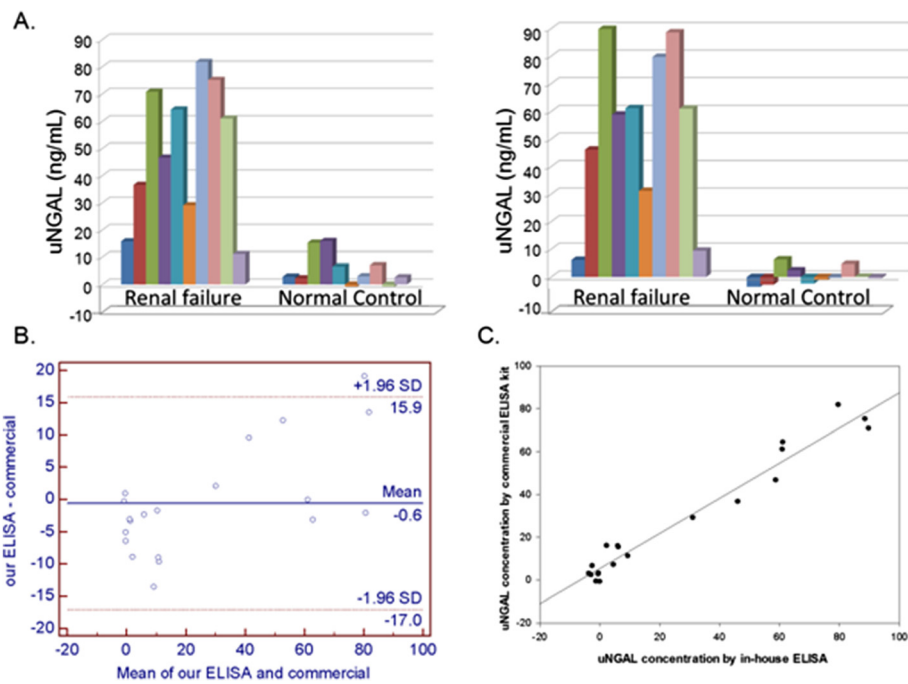 A.
90
80
70
60
50
40
30
20
10
0
-10
uNGAL (ng/mL)
Renal failure
Normal Control
90
80
70
60
50
40
30
20
10
0
-10
uNGAL (ng/mL)
Renal failure
Normal Control
B.
20
15
10
5
0
-5
-10
-15
-20
our ELISA - commercial
+1.96 SD
15.9
Mean
-0.6
-1.96 SD
-17.0
-20 0 20 40 60 80 100
Mean of our ELISA and commercial
C.
100
80
60
40
20
0
-20
uNGAL concentration by commercial ELISA kit
-20 0 20 40 60 80 100
uNGAL concentration by in-house ELISA